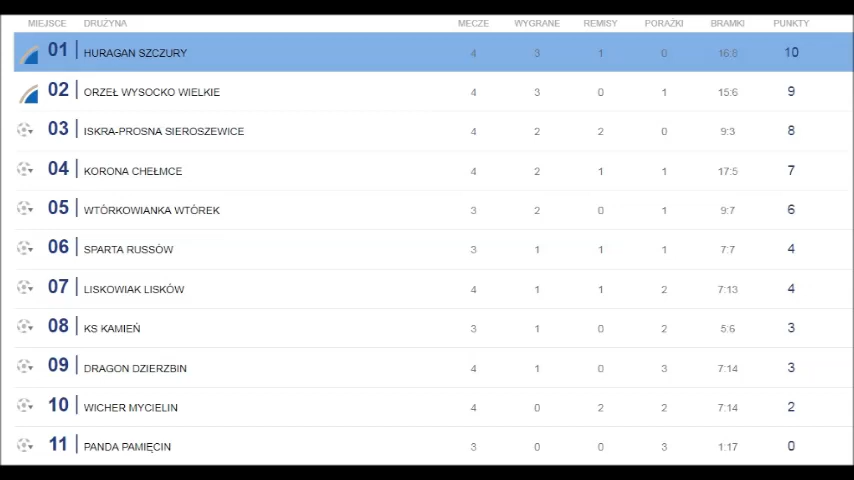 MIEJSCE DRUŻYNA MECZE WYGRANE REMISY PORAŻKI BRAMKI PUNKTY
01 HURAGAN SZCZURY 4 3 1 0 16:8 10
02 ORZEŁ WYSOCKO WIELKIE 4 3 0 1 15:6 9
03 ISKRA-PROSNA SIEROSZEWICE 4 2 2 0 9:3 8
04 KORONA CHEŁMCE 4 2 1 1 17:5 7
05 WTÓRKOWIANKA WTÓREK 3 2 0 1 9:7 6
06 SPARTA RUSSÓW 3 1 1 1 7:7 4
07 LISKOWIAK LISKÓW 4 1 1 2 7:13 4
08 KS KAMIEŃ 3 1 0 2 5:6 3
09 DRAGON DZIERZBIN 4 1 0 3 7:14 3
10 WICHER MYCIELIN 4 0 2 2 7:14 2
11 PANDA PAMIĘCIN 3 0 0 3 1:17 0